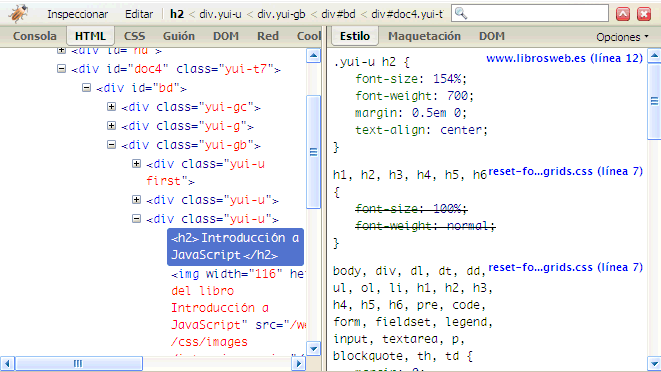 Inspeccionar Editar h2 < div.yui-u < div.yui-gb < div#bd < div#doc4.yui-t
Consola HTML CSS Guión DOM Red Cool
Estilo Maquetación DOM Opciones
<div id="doc4" class="yui-t7">
<div id="bd">
<div class="yui-gc">
<div class="yui-g">
<div class="yui-gb">
<div class="yui-u
first">
<div class="yui-u">
<div class="yui-u">
<h2>Introducción a
JavaScript</h2>
<img width="116" he
del libro
Introducción a
JavaScript" src="/w
/css/images
.yui-u h2 { www.librosweb.es (línea 12)
font-size: 154%;
font-weight: 700;
margin: 0.5em 0;
text-align: center;
}
h1, h2, h3, h4, h5, h6 reset-fo...grids.css (línea 7)
{
font-size: 100%;
font-weight: normal;
}
body, div, dl, dt, dd, reset-fo...grids.css (línea 7)
ul, ol, li, h1, h2, h3,
h4, h5, h6, pre, code,
form, fieldset, legend,
input, textarea, p,
blockquote, th, td {
margin: 0;